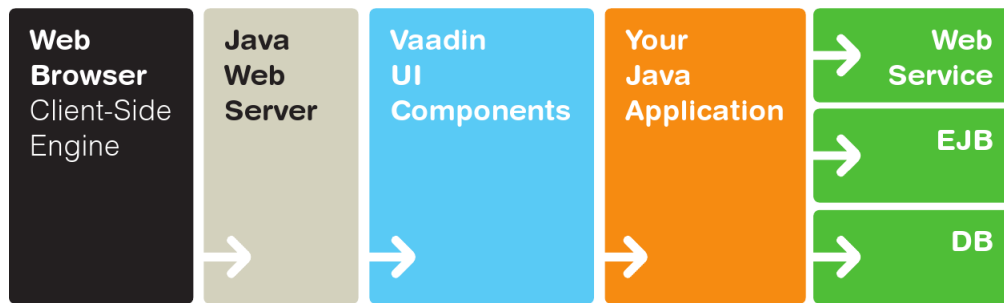 Web
Browser
Client-Side
Engine
Java
Web
Server
Vaadin
UI
Components
Your
Java
Application
Web
Service
EJB
DB